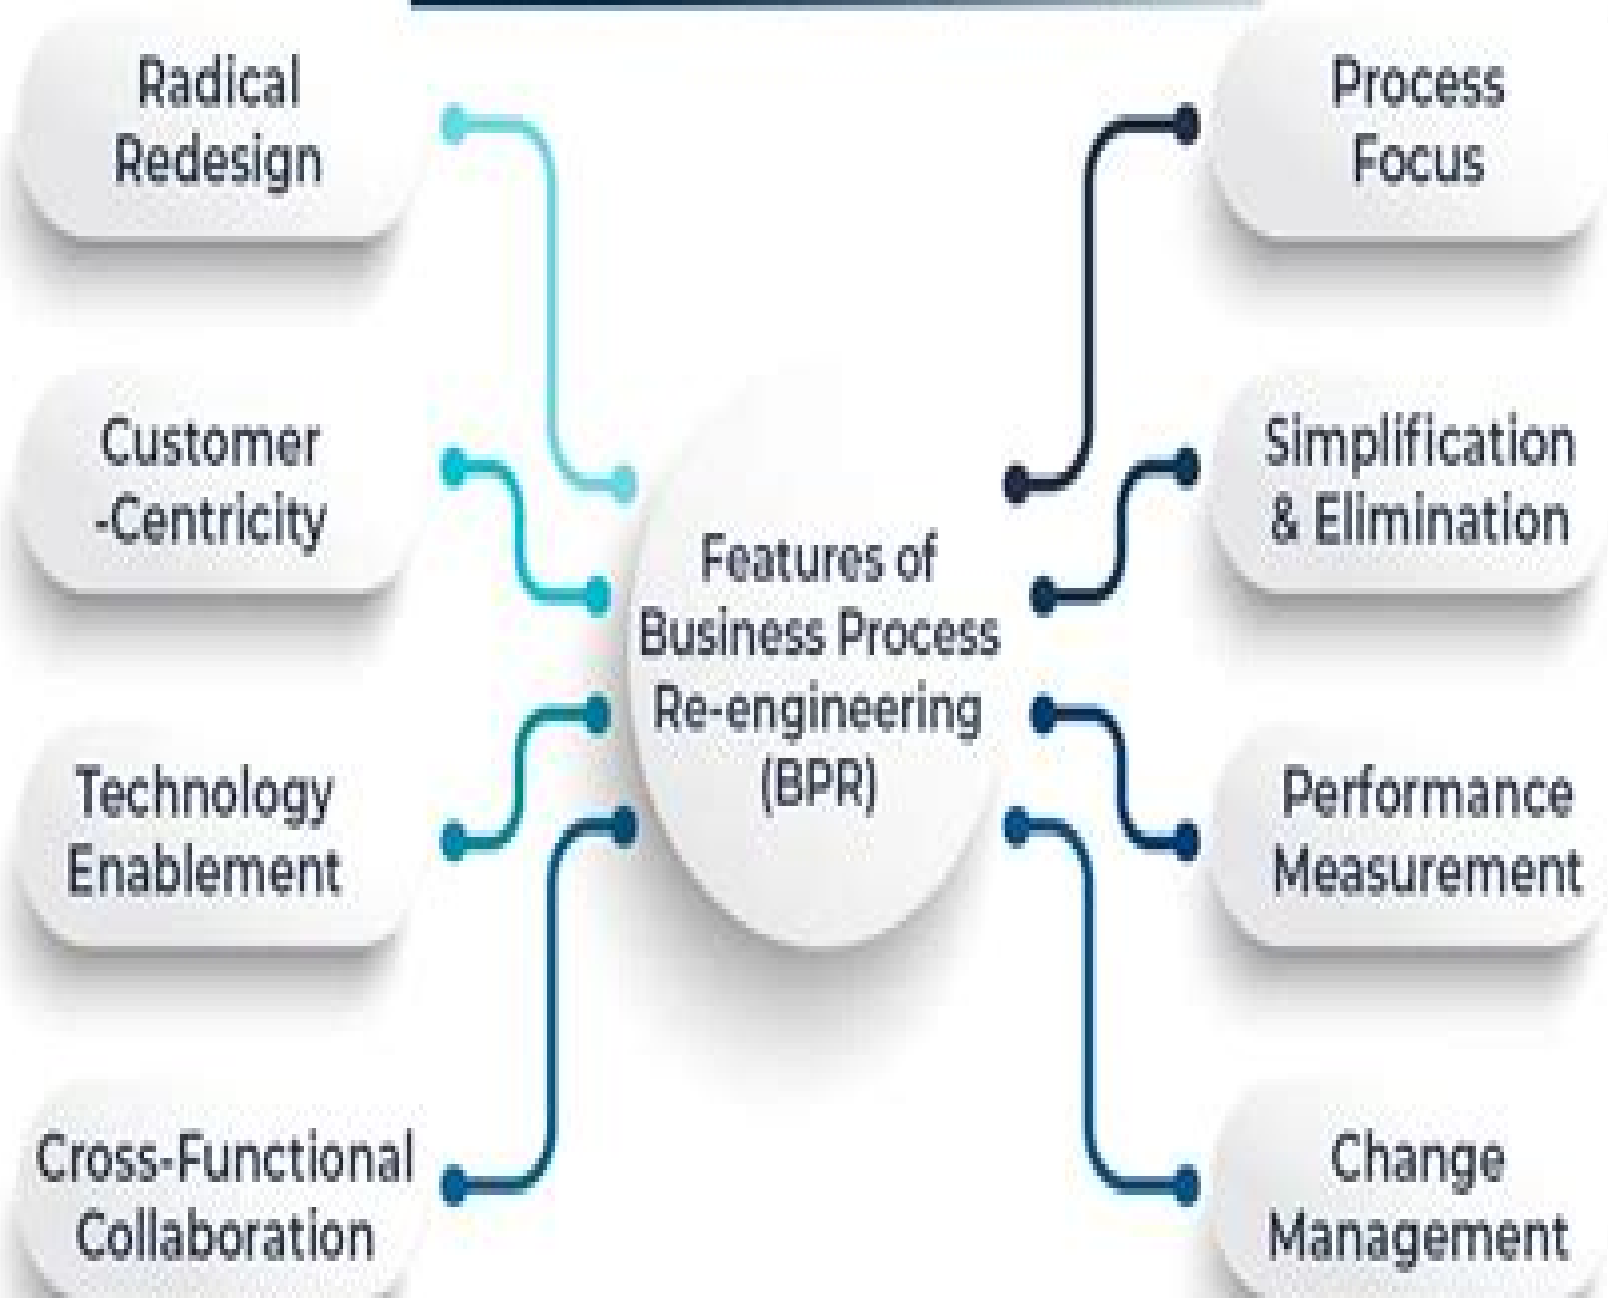 Radical
Redesign
Customer
-Centricity
Technology
Enablement
Cross-Functional
Collaboration
Features of
Business Process
Re-engineering
(BPR)
Process
Focus
Simplification
& Elimination
Performance
Measurement
Change
Management